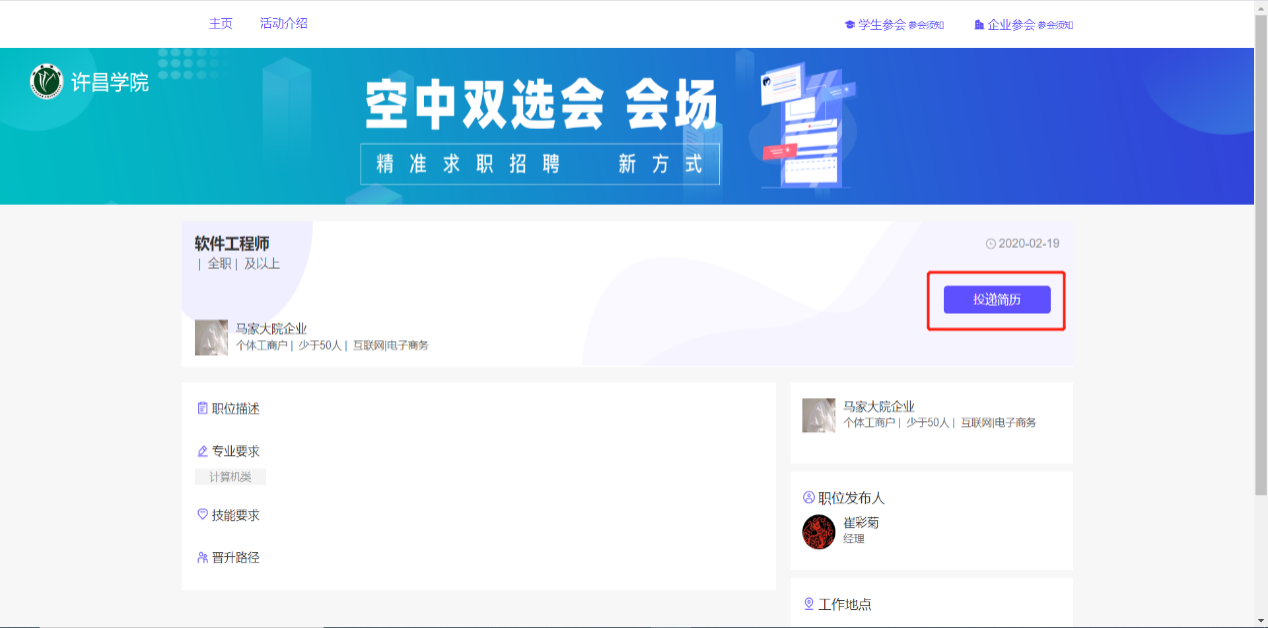 主页 活动介绍 学生参会 参会须知 企业参会 参会须知
许昌学院
空中双选会 会场
精准求职招聘 新方式
软件工程师
2020-02-19
| 全职 | 及以上
投递简历
马家大院企业
个体工商户 | 少于50人 | 互联网|电子商务
职位描述
专业要求
计算机类
技能要求
晋升路径
马家大院企业
个体工商户 | 少于50人 | 互联网|电子商务
职位发布人
崔彩菊
经理
工作地点